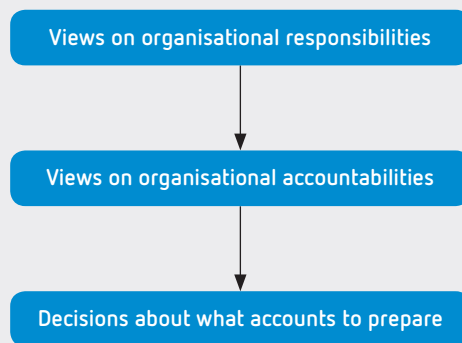 Views on organisational responsibilities
Views on organisational accountabilities
Decisions about what accounts to prepare